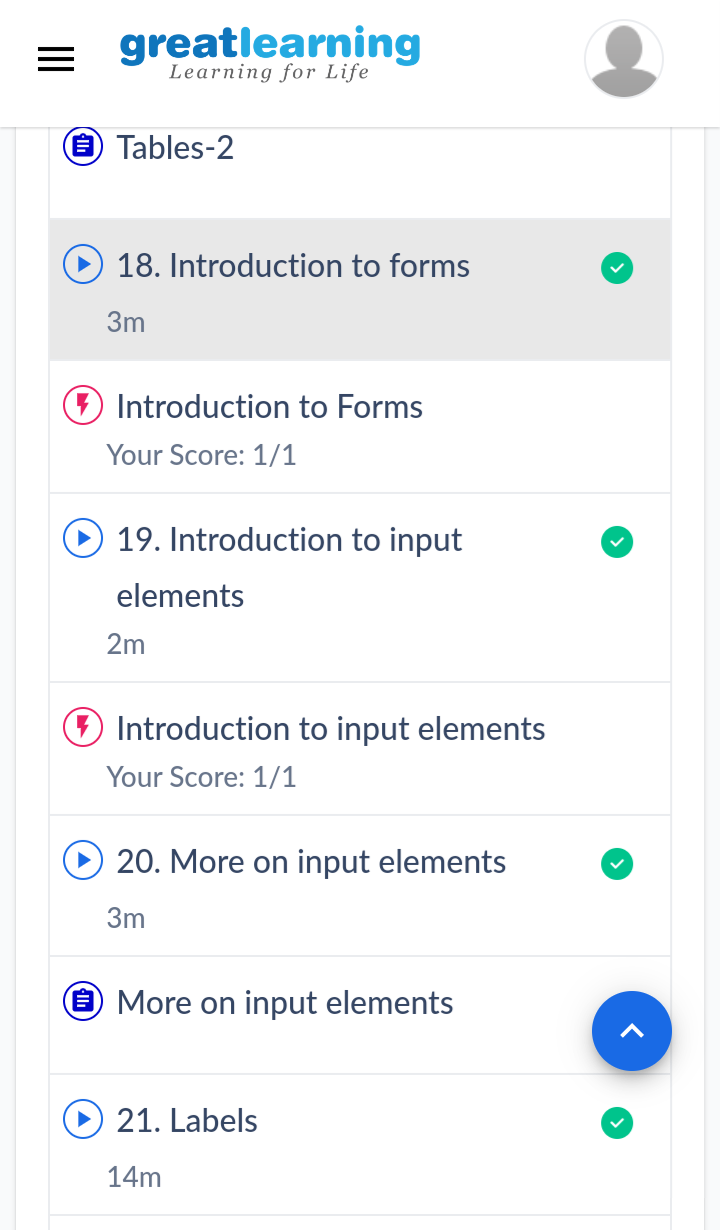 greatlearning
Learning for Life
Tables-2
18. Introduction to forms
3m
Introduction to Forms
Your Score: 1/1
19. Introduction to input
elements
2m
Introduction to input elements
Your Score: 1/1
20. More on input elements
3m
More on input elements
21. Labels
14m